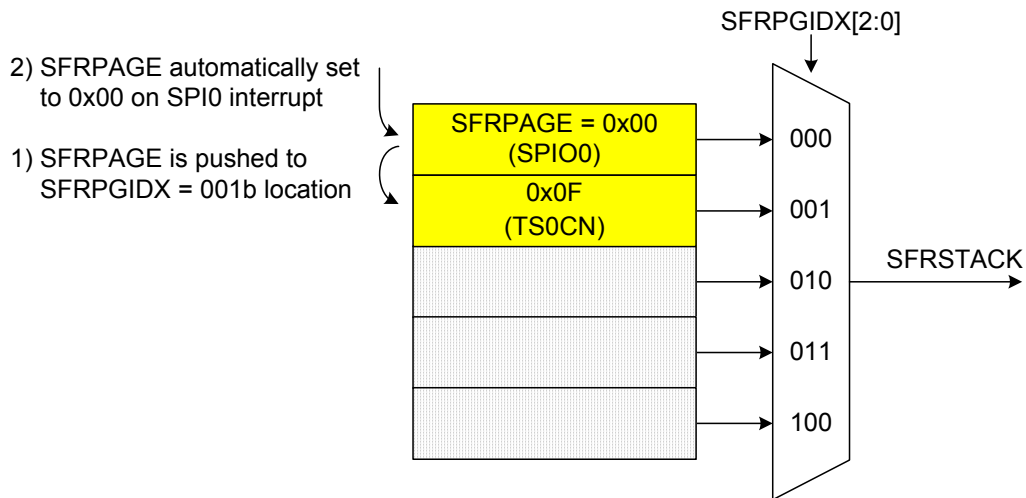 SFRPGIDX[2:0]
2) SFRPAGE automatically set
to 0x00 on SPI0 interrupt
1) SFRPAGE is pushed to
SFRPGIDX = 001b location
SFRPAGE = 0x00
(SPIO0)
0x0F
(TS0CN)
000
001
010
011
100
SFRSTACK